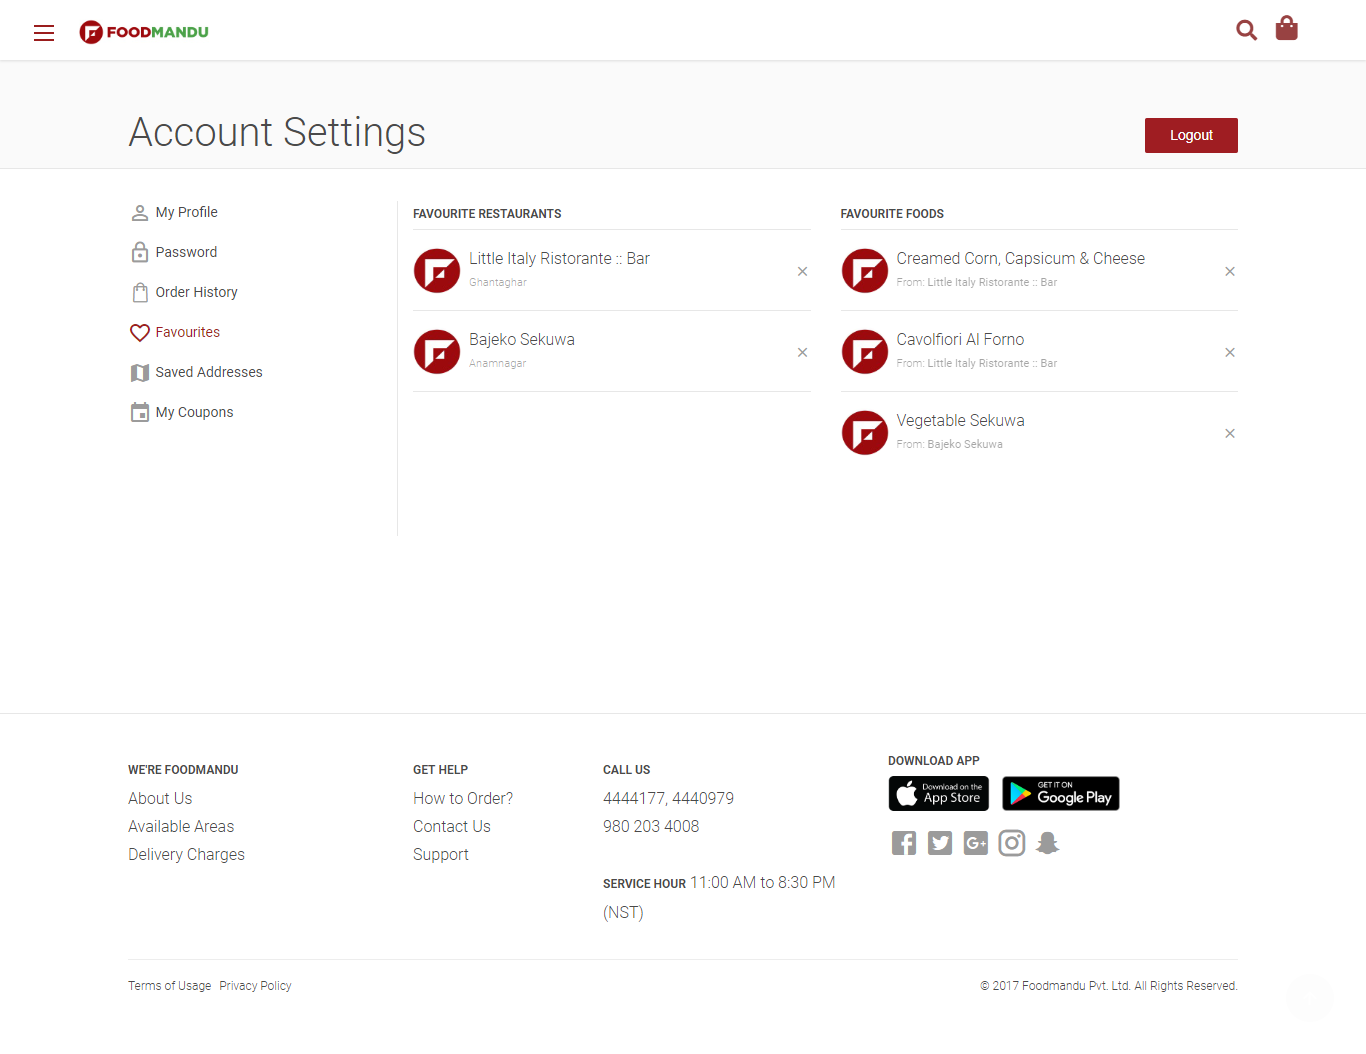 FOODMANDU
Account Settings
Logout
My Profile
Password
Order History
Favourites
Saved Addresses
My Coupons
FAVOURITE RESTAURANTS
Little Italy Ristorante :: Bar
Ghantaghar
Bajeko Sekuwa
Anamnagar
FAVOURITE FOODS
Creamed Corn, Capsicum & Cheese
From: Little Italy Ristorante :: Bar
Cavolfiori Al Forno
From: Little Italy Ristorante :: Bar
Vegetable Sekuwa
From: Bajeko Sekuwa
WE'RE FOODMANDU
About Us
Available Areas
Delivery Charges
GET HELP
How to Order?
Contact Us
Support
CALL US
4444177, 4440979
980 203 4008
SERVICE HOUR 11:00 AM to 8:30 PM
(NST)
DOWNLOAD APP
Download on the
App Store
GET IT ON
Google Play
Terms of Usage Privacy Policy
© 2017 Foodmandu Pvt. Ltd. All Rights Reserved.